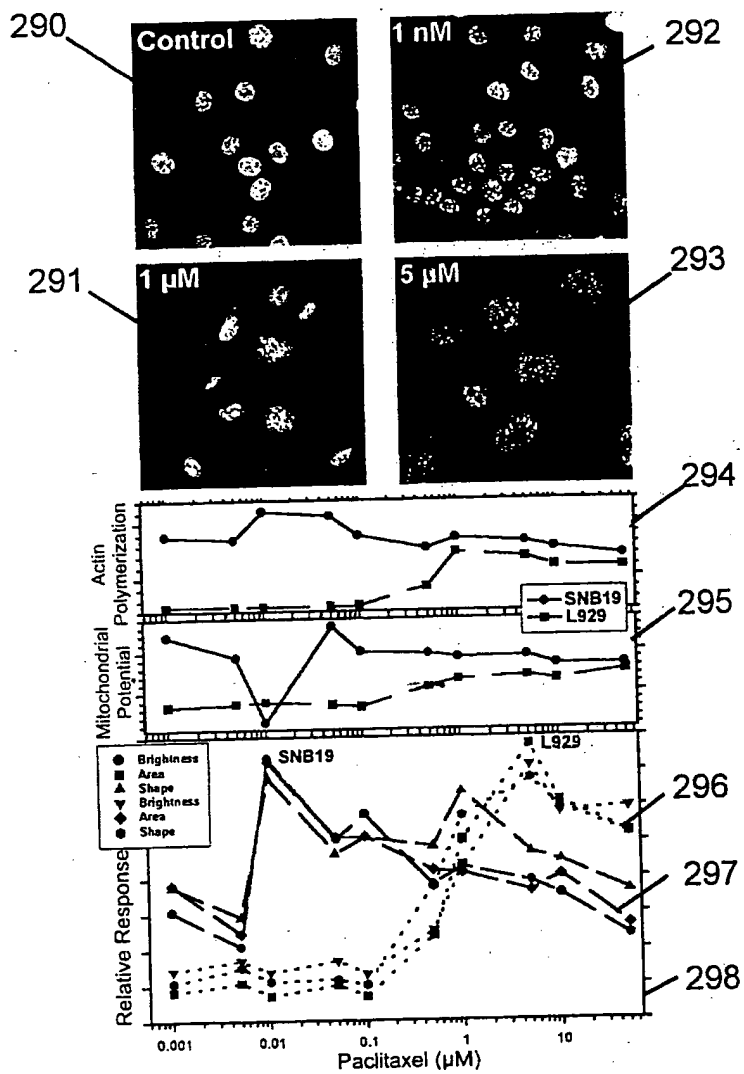 290
Control
1 nM
292
291
1 µM
5 µM
293
294
Actin
Polymerization
SNB19
L929
295
Mitochondrial
Potential
Brightness
Area
Shape
Brightness
Area
Shape
SNB19
L929
296
297
298
Relative Response
0.001
0.01
0.1
1
10
Paclitaxel (µM)